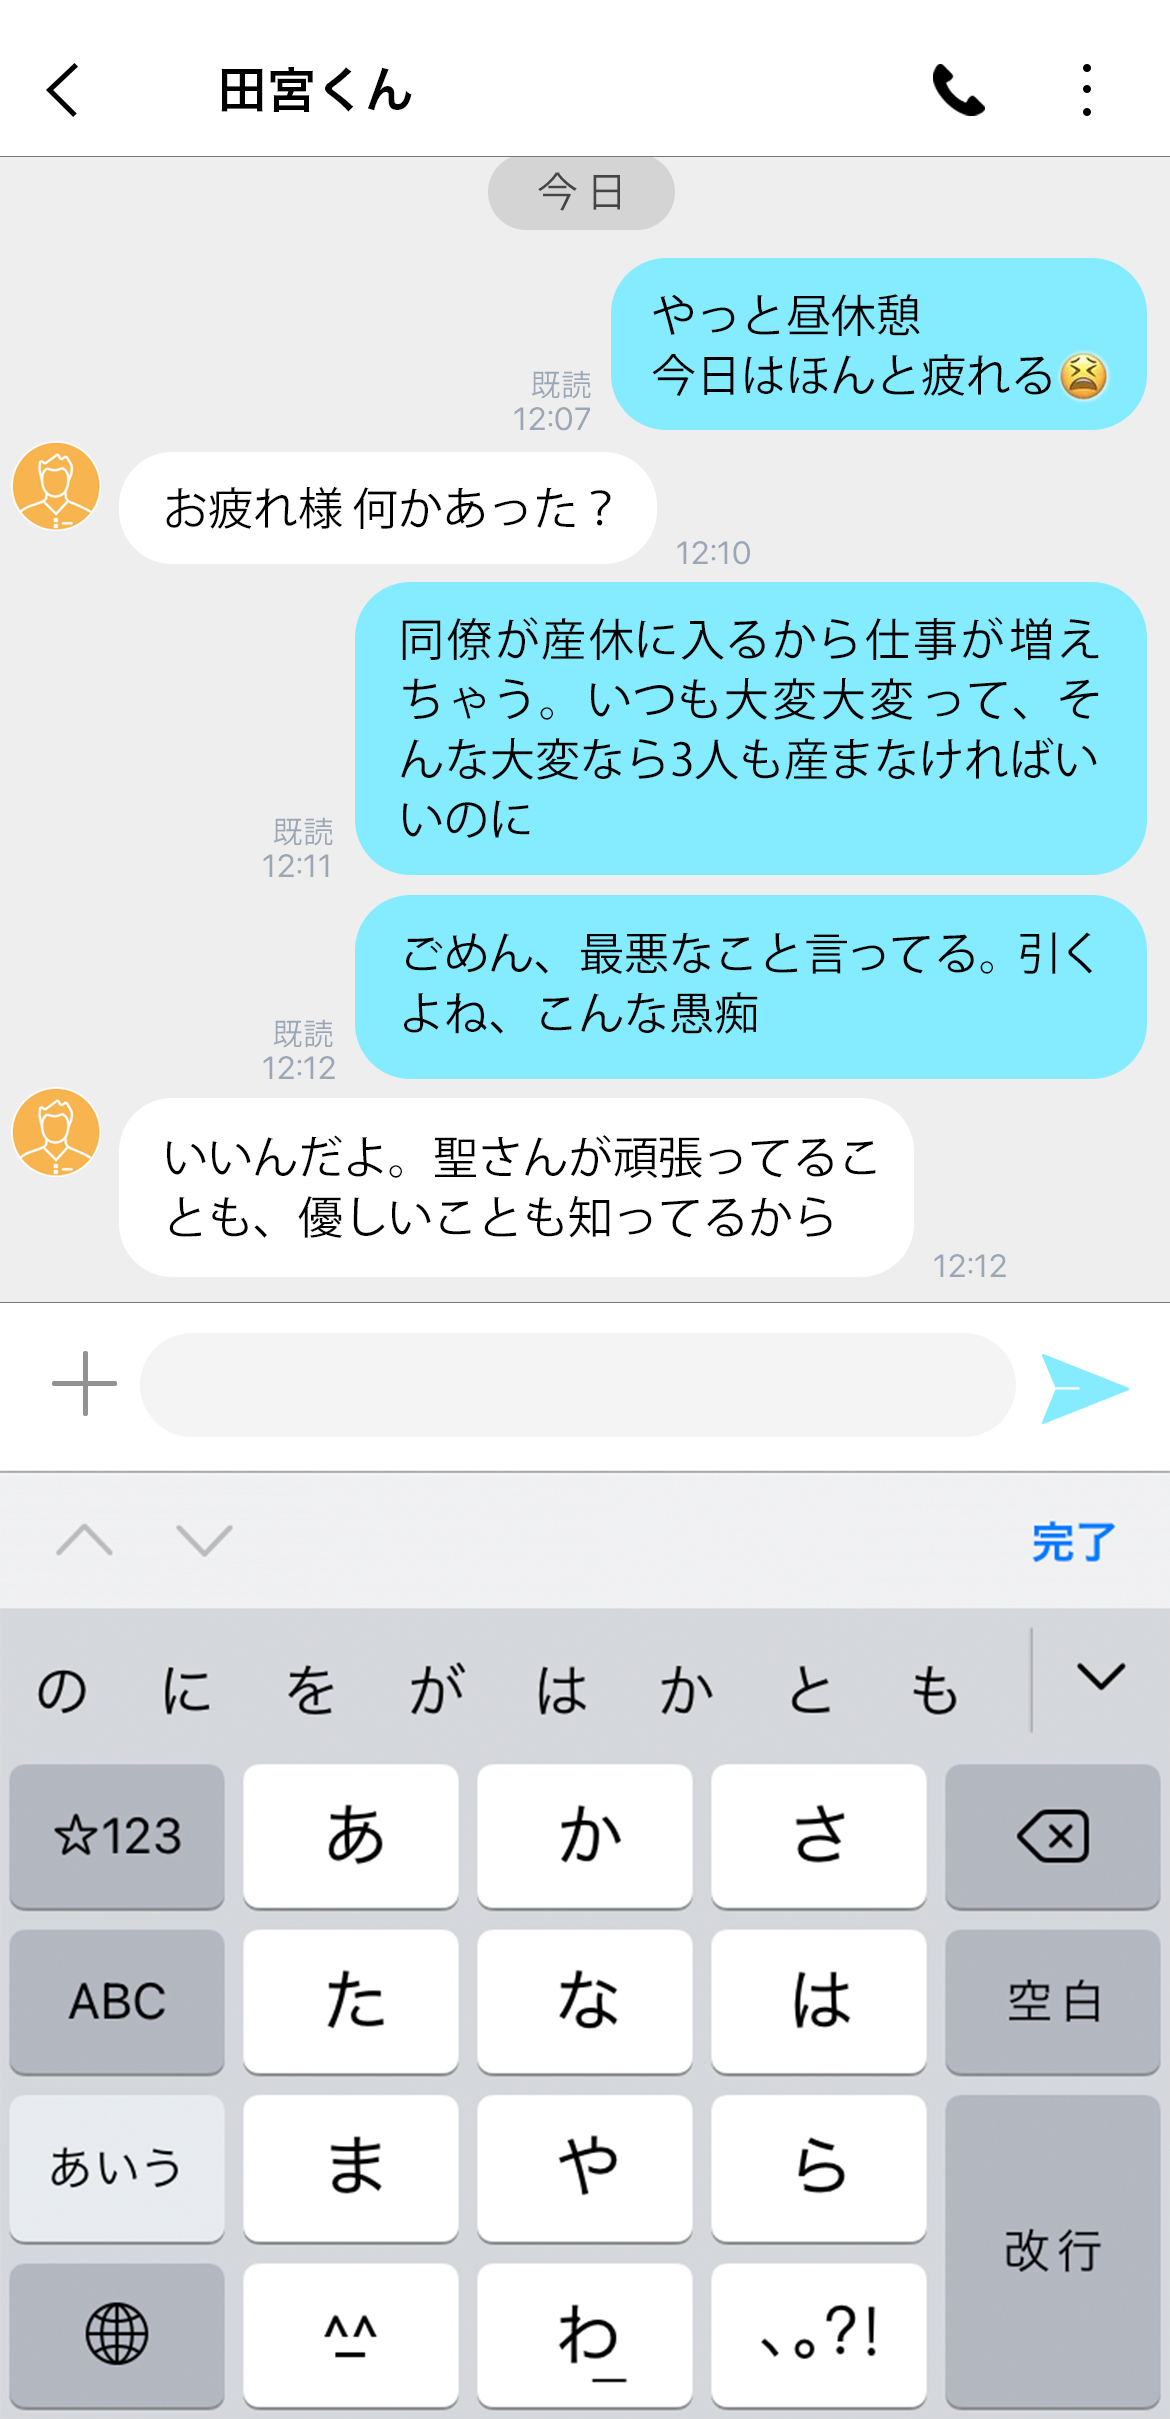 田宮くん
今日
やっと昼休憩
今日はほんと疲れる😫
既読
12:07
お疲れ様 何かあった？
12:10
同僚が産休に入るから仕事が増え
ちゃう。いつも大変大変って、そ
んな大変なら3人も産まなければい
いのに
既読
12:11
ごめん、最悪なこと言ってる。引く
よね、こんな愚痴
既読
12:12
いいんだよ。聖さんが頑張ってるこ
とも、優しいことも知ってるから
12:12
完了
の に を が は か と も
☆123 あ か さ
ABC た な は 空白
あいう ま や ら
改行
^^ わ_ 、。?!